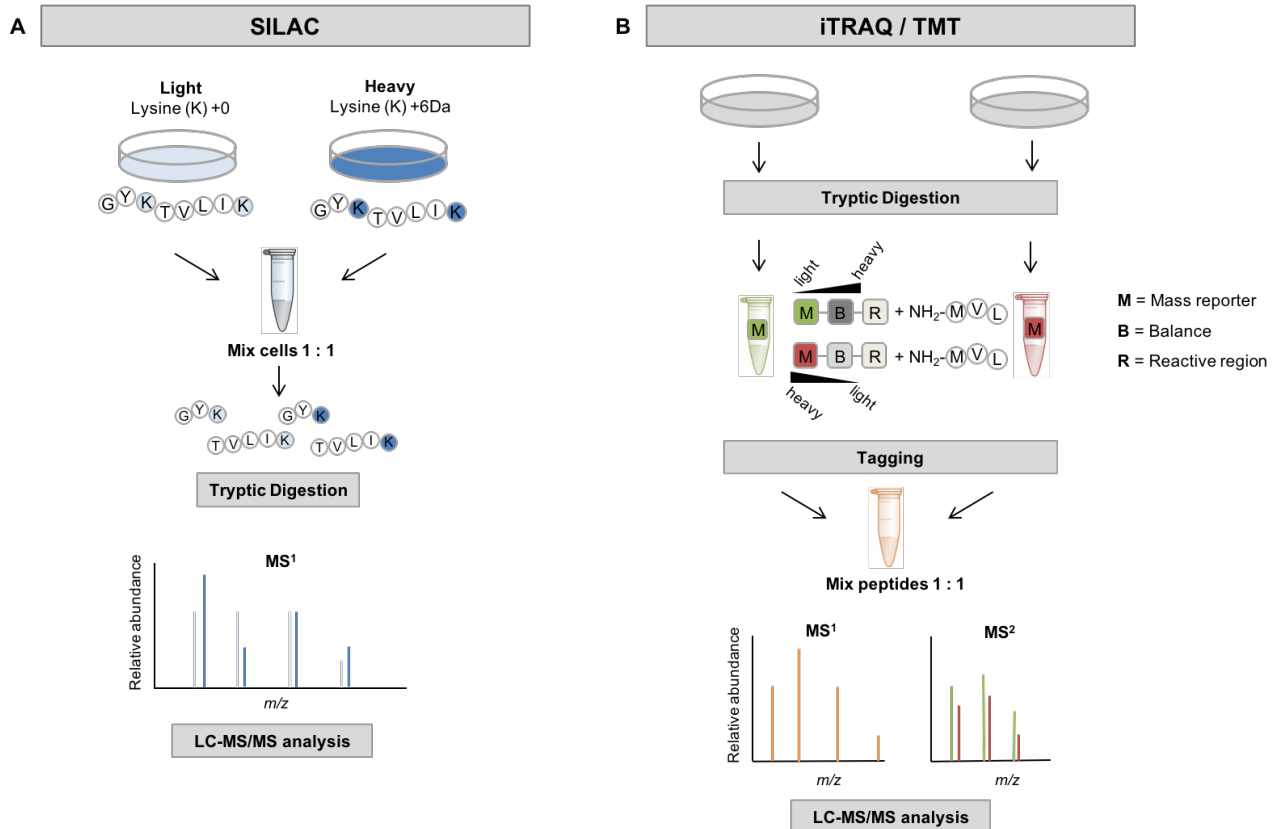 A
SILAC
Light
Lysine (K) +0
Heavy
Lysine (K) +6Da
G Y K T V L I K
G Y K T V L I K
Mix cells 1 : 1
G Y K
G Y K
T V L I K
T V L I K
Tryptic Digestion
MS¹
Relative abundance
m/z
LC-MS/MS analysis
B
iTRAQ / TMT
Tryptic Digestion
light
heavy
M
M B R + NH₂- M V L
M
M B R + NH₂- M V L
heavy
light
M = Mass reporter
B = Balance
R = Reactive region
Tagging
Mix peptides 1 : 1
MS¹
Relative abundance
m/z
MS²
m/z
LC-MS/MS analysis